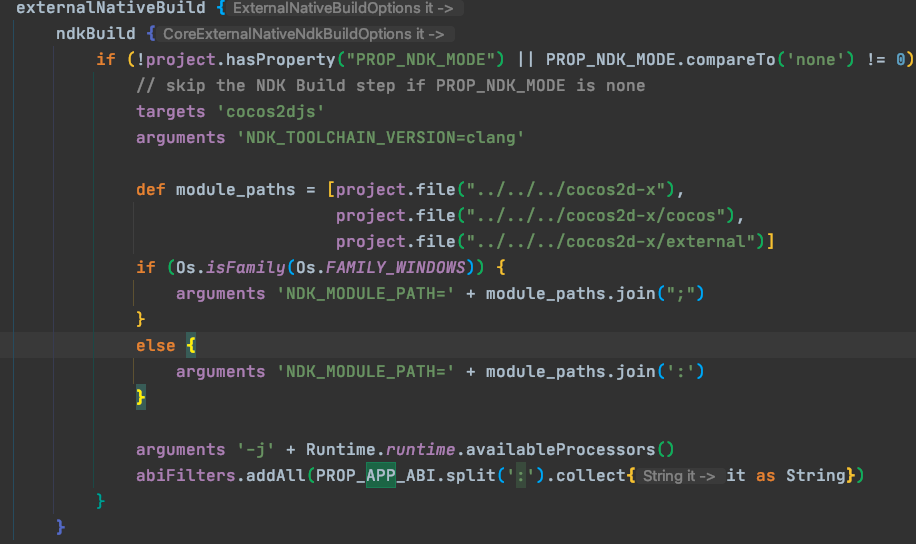 externalNativeBuild { ExternalNativeBuildOptions it ->
    ndkBuild { CoreExternalNativeNdkBuildOptions it ->
        if (!project.hasProperty("PROP_NDK_MODE") || PROP_NDK_MODE.compareTo('none') != 0)
            // skip the NDK Build step if PROP_NDK_MODE is none
            targets 'cocos2djs'
            arguments 'NDK_TOOLCHAIN_VERSION=clang'
            def module_paths = [project.file("../../../cocos2d-x"),
                                project.file("../../../cocos2d-x/cocos"),
                                project.file("../../../cocos2d-x/external")]
            if (Os.isFamily(Os.FAMILY_WINDOWS)) {
                arguments 'NDK_MODULE_PATH=' + module_paths.join(";")
            }
            else {
                arguments 'NDK_MODULE_PATH=' + module_paths.join(':')
            }
            arguments '-j' + Runtime.runtime.availableProcessors()
            abiFilters.addAll(PROP_APP_ABI.split(':').collect{ String it -> it as String})
        }
    }